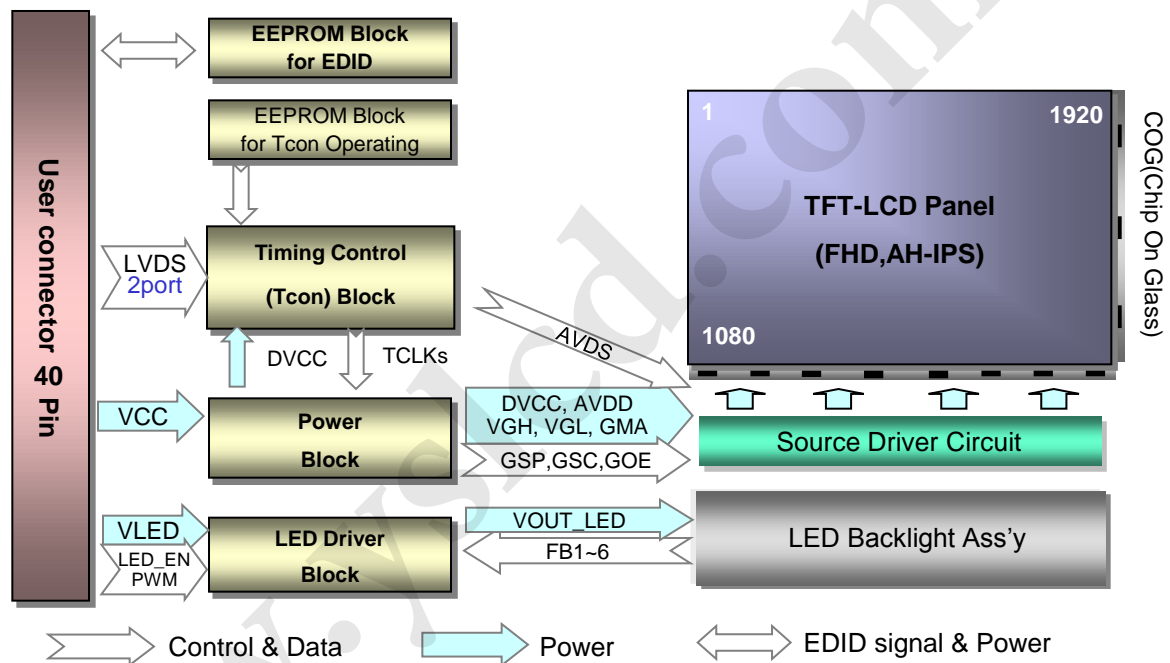 User connector 40 Pin
EEPROM Block
for EDID
EEPROM Block
for Tcon Operating
LVDS
2port
Timing Control
(Tcon) Block
DVCC
TCLKs
AVDS
VCC
Power
Block
DVCC, AVDD
VGH, VGL, GMA
GSP,GSC,GOE
VLED
LED_EN
PWM
LED Driver
Block
VOUT_LED
FB1~6
1
1920
TFT-LCD Panel
(FHD,AH-IPS)
1080
COG(Chip On Glass)
Source Driver Circuit
LED Backlight Ass'y
Control & Data
Power
EDID signal & Power